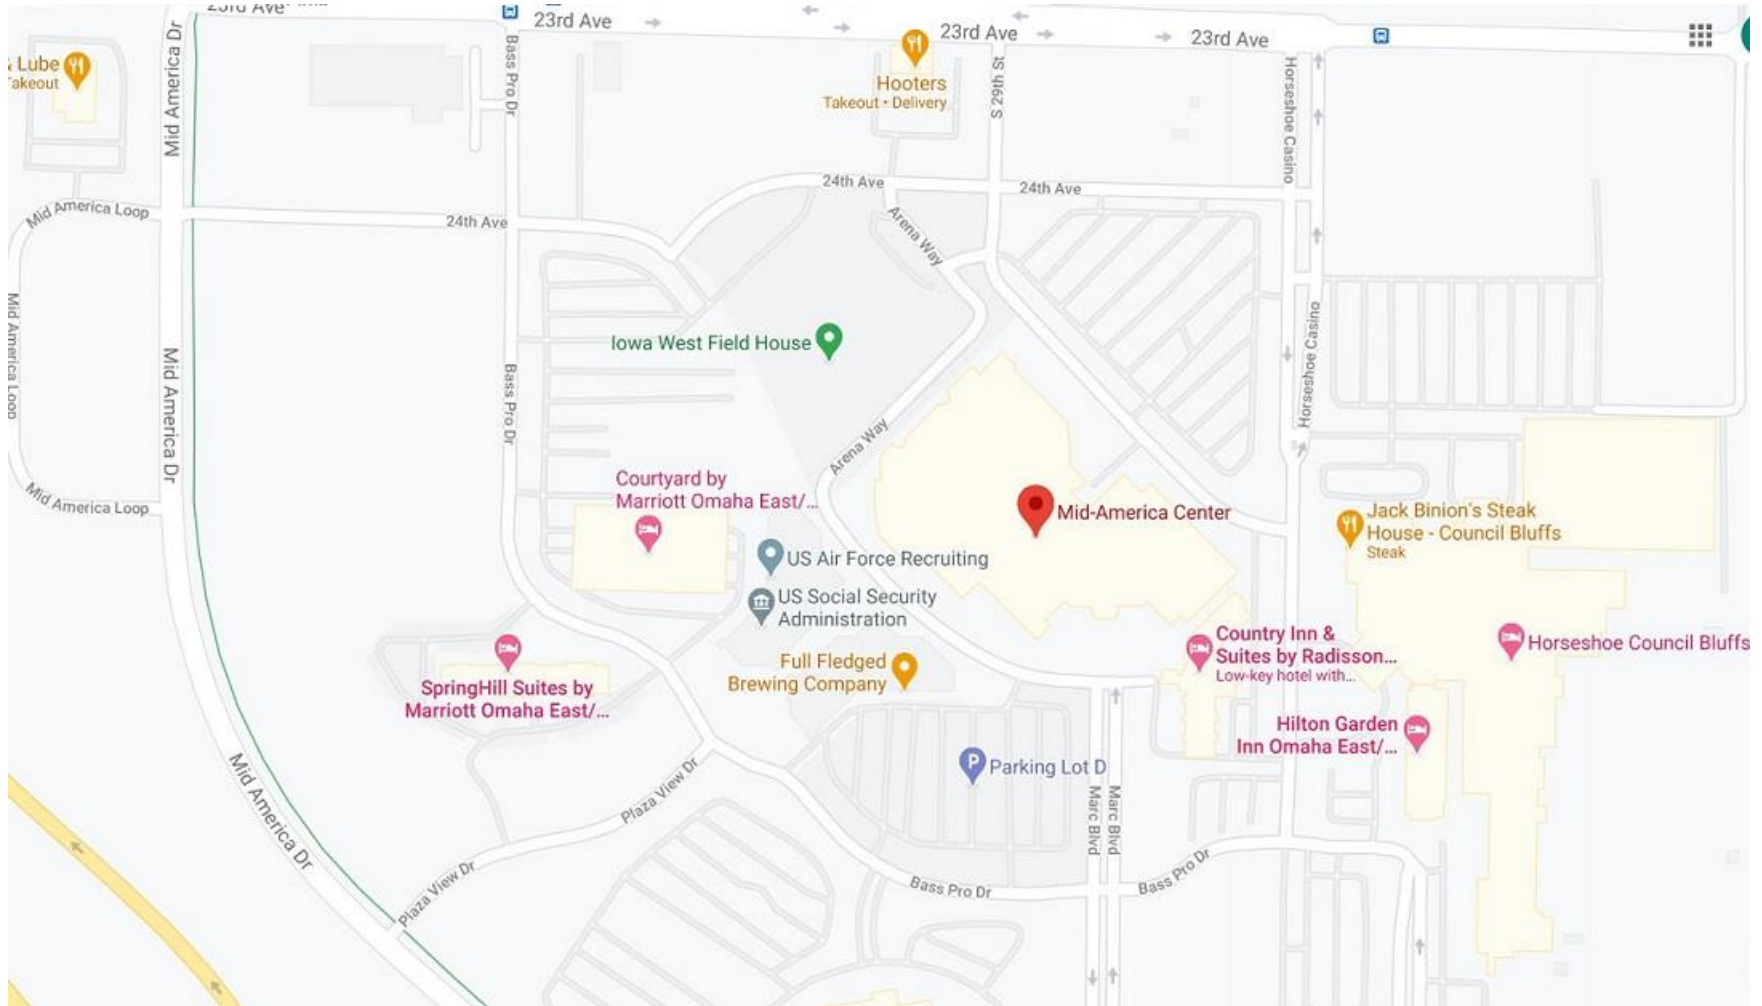 23rd Ave
23rd Ave
23rd Ave
23rd Ave
Mid America Dr
Bass Pro Dr
& Lube
Takeout
Hooters
Takeout • Delivery
S 29th St
Horseshoe Casino
Mid America Loop
24th Ave
24th Ave
24th Ave
Arena Way
Mid America Loop
Mid America Dr
Bass Pro Dr
Iowa West Field House
Horseshoe Casino
Arena Way
Mid America Loop
Courtyard by
Marriott Omaha East/...
Mid-America Center
Jack Binion's Steak
House - Council Bluffs
Steak
US Air Force Recruiting
US Social Security
Administration
Country Inn &
Suites by Radisson...
Low-key hotel with...
Horseshoe Council Bluffs
Full Fledged
Brewing Company
SpringHill Suites by
Marriott Omaha East/...
Hilton Garden
Inn Omaha East/...
P
Parking Lot D
Mid America Dr
Plaza View Dr
Marc Blvd
Marc Blvd
Plaza View Dr
Bass Pro Dr
Bass Pro Dr